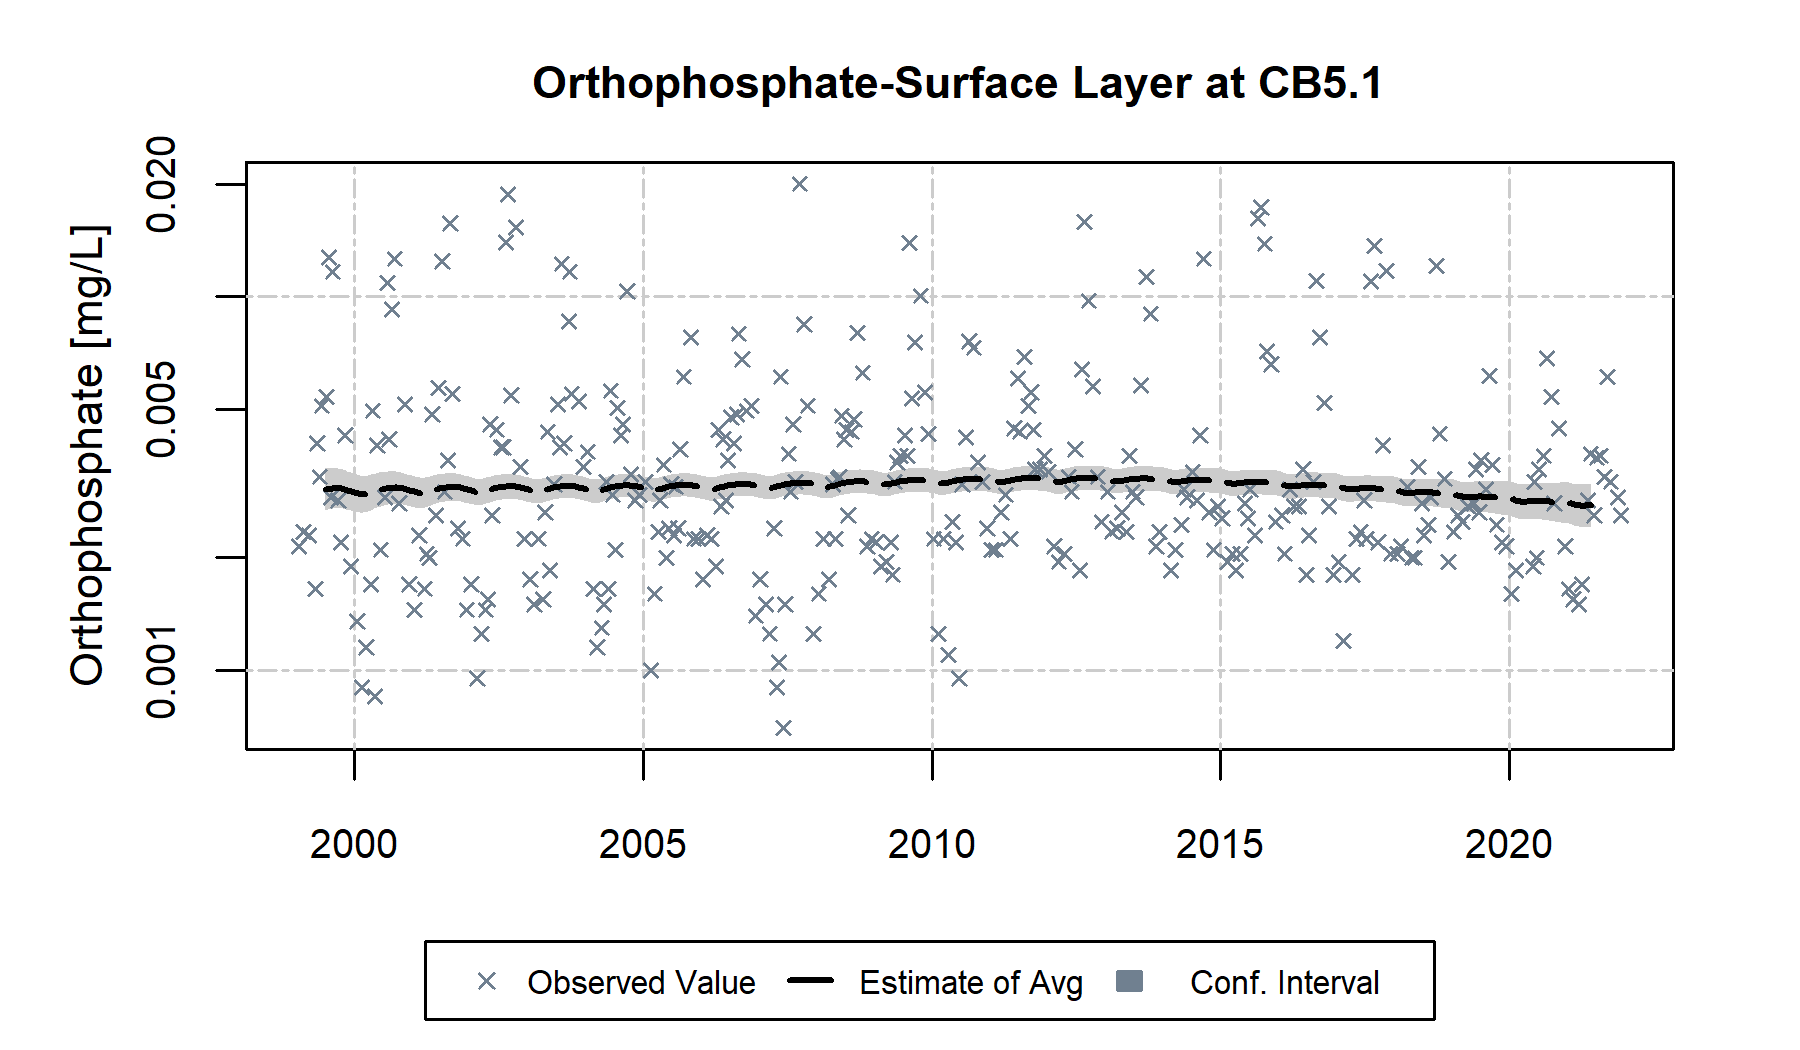 Orthophosphate-Surface Layer at CB5.1
Orthophosphate [mg/L]
0.020
0.005
0.001
2000 2005 2010 2015 2020
Observed Value Estimate of Avg Conf. Interval